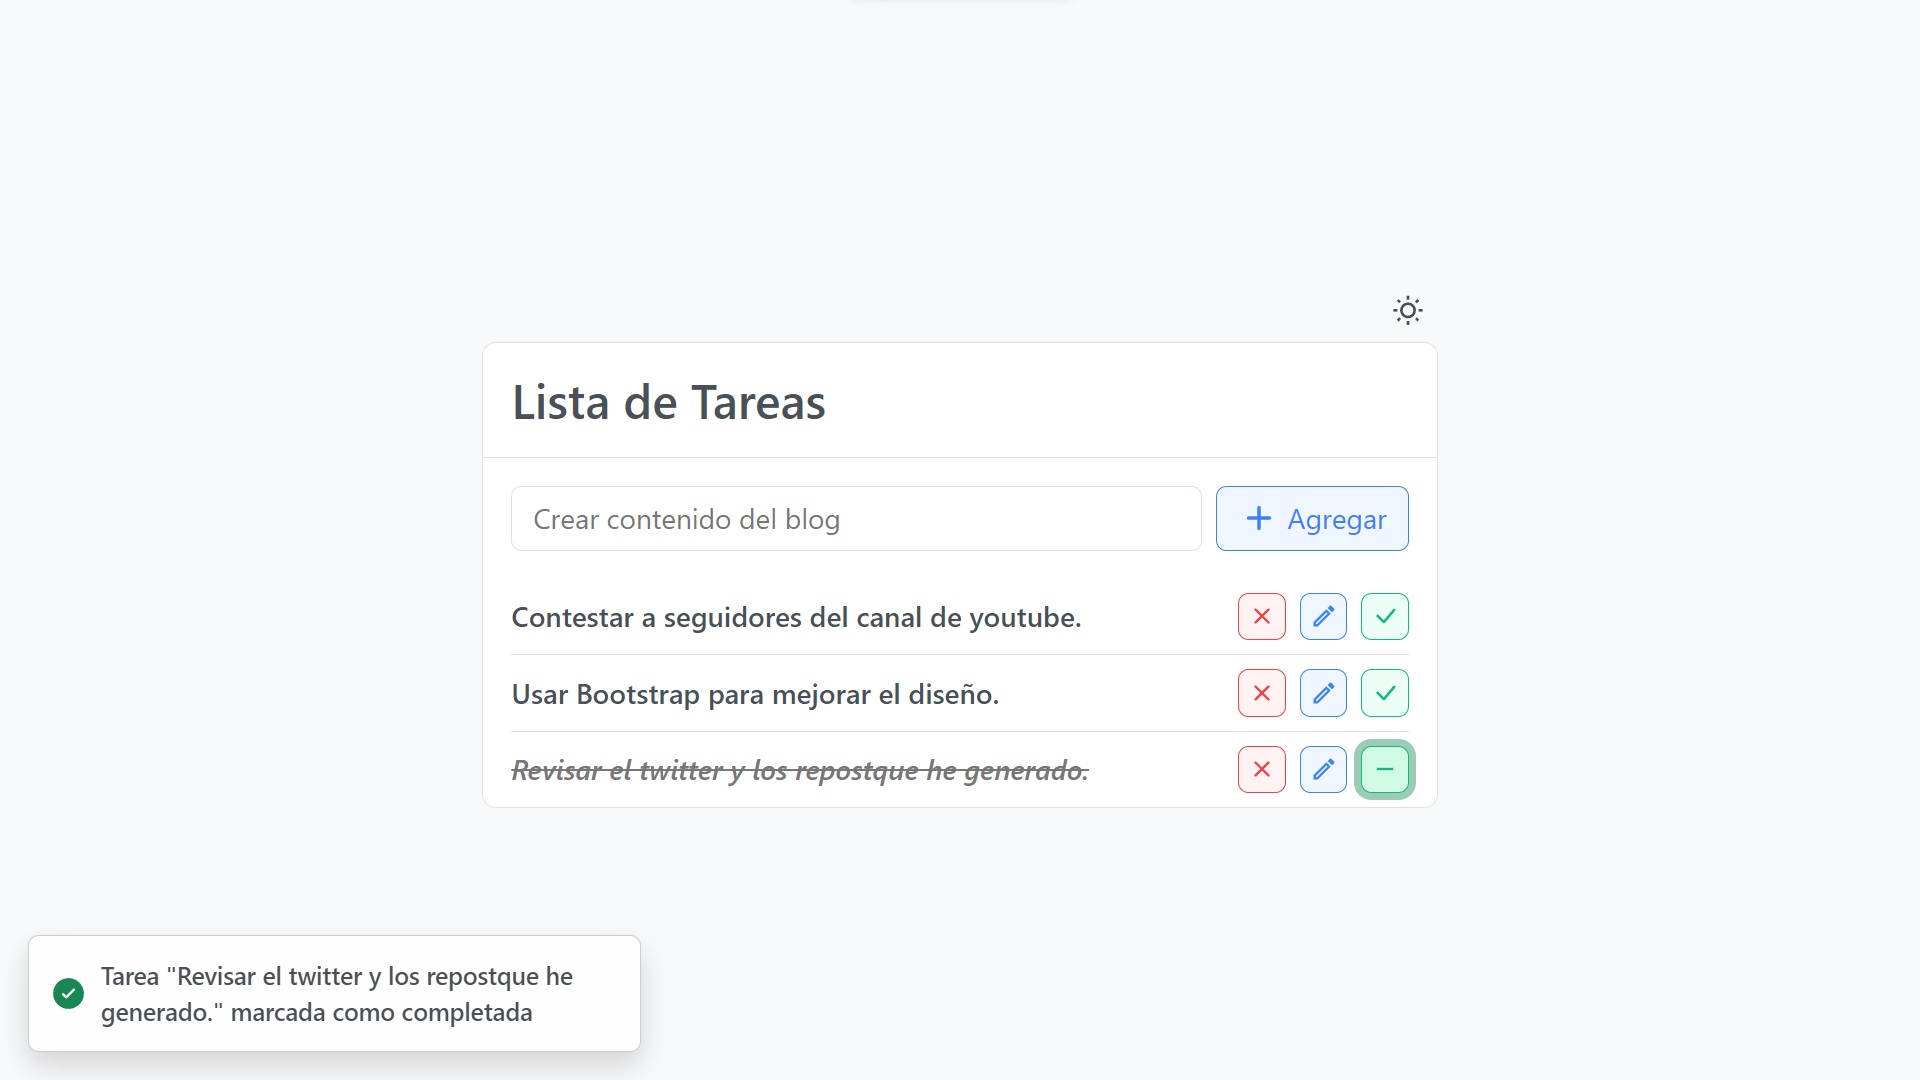 Lista de Tareas
Crear contenido del blog
Agregar
Contestar a seguidores del canal de youtube.
Usar Bootstrap para mejorar el diseño.
Revisar el twitter y los repostque he generado.
Tarea "Revisar el twitter y los repostque he
generado." marcada como completada